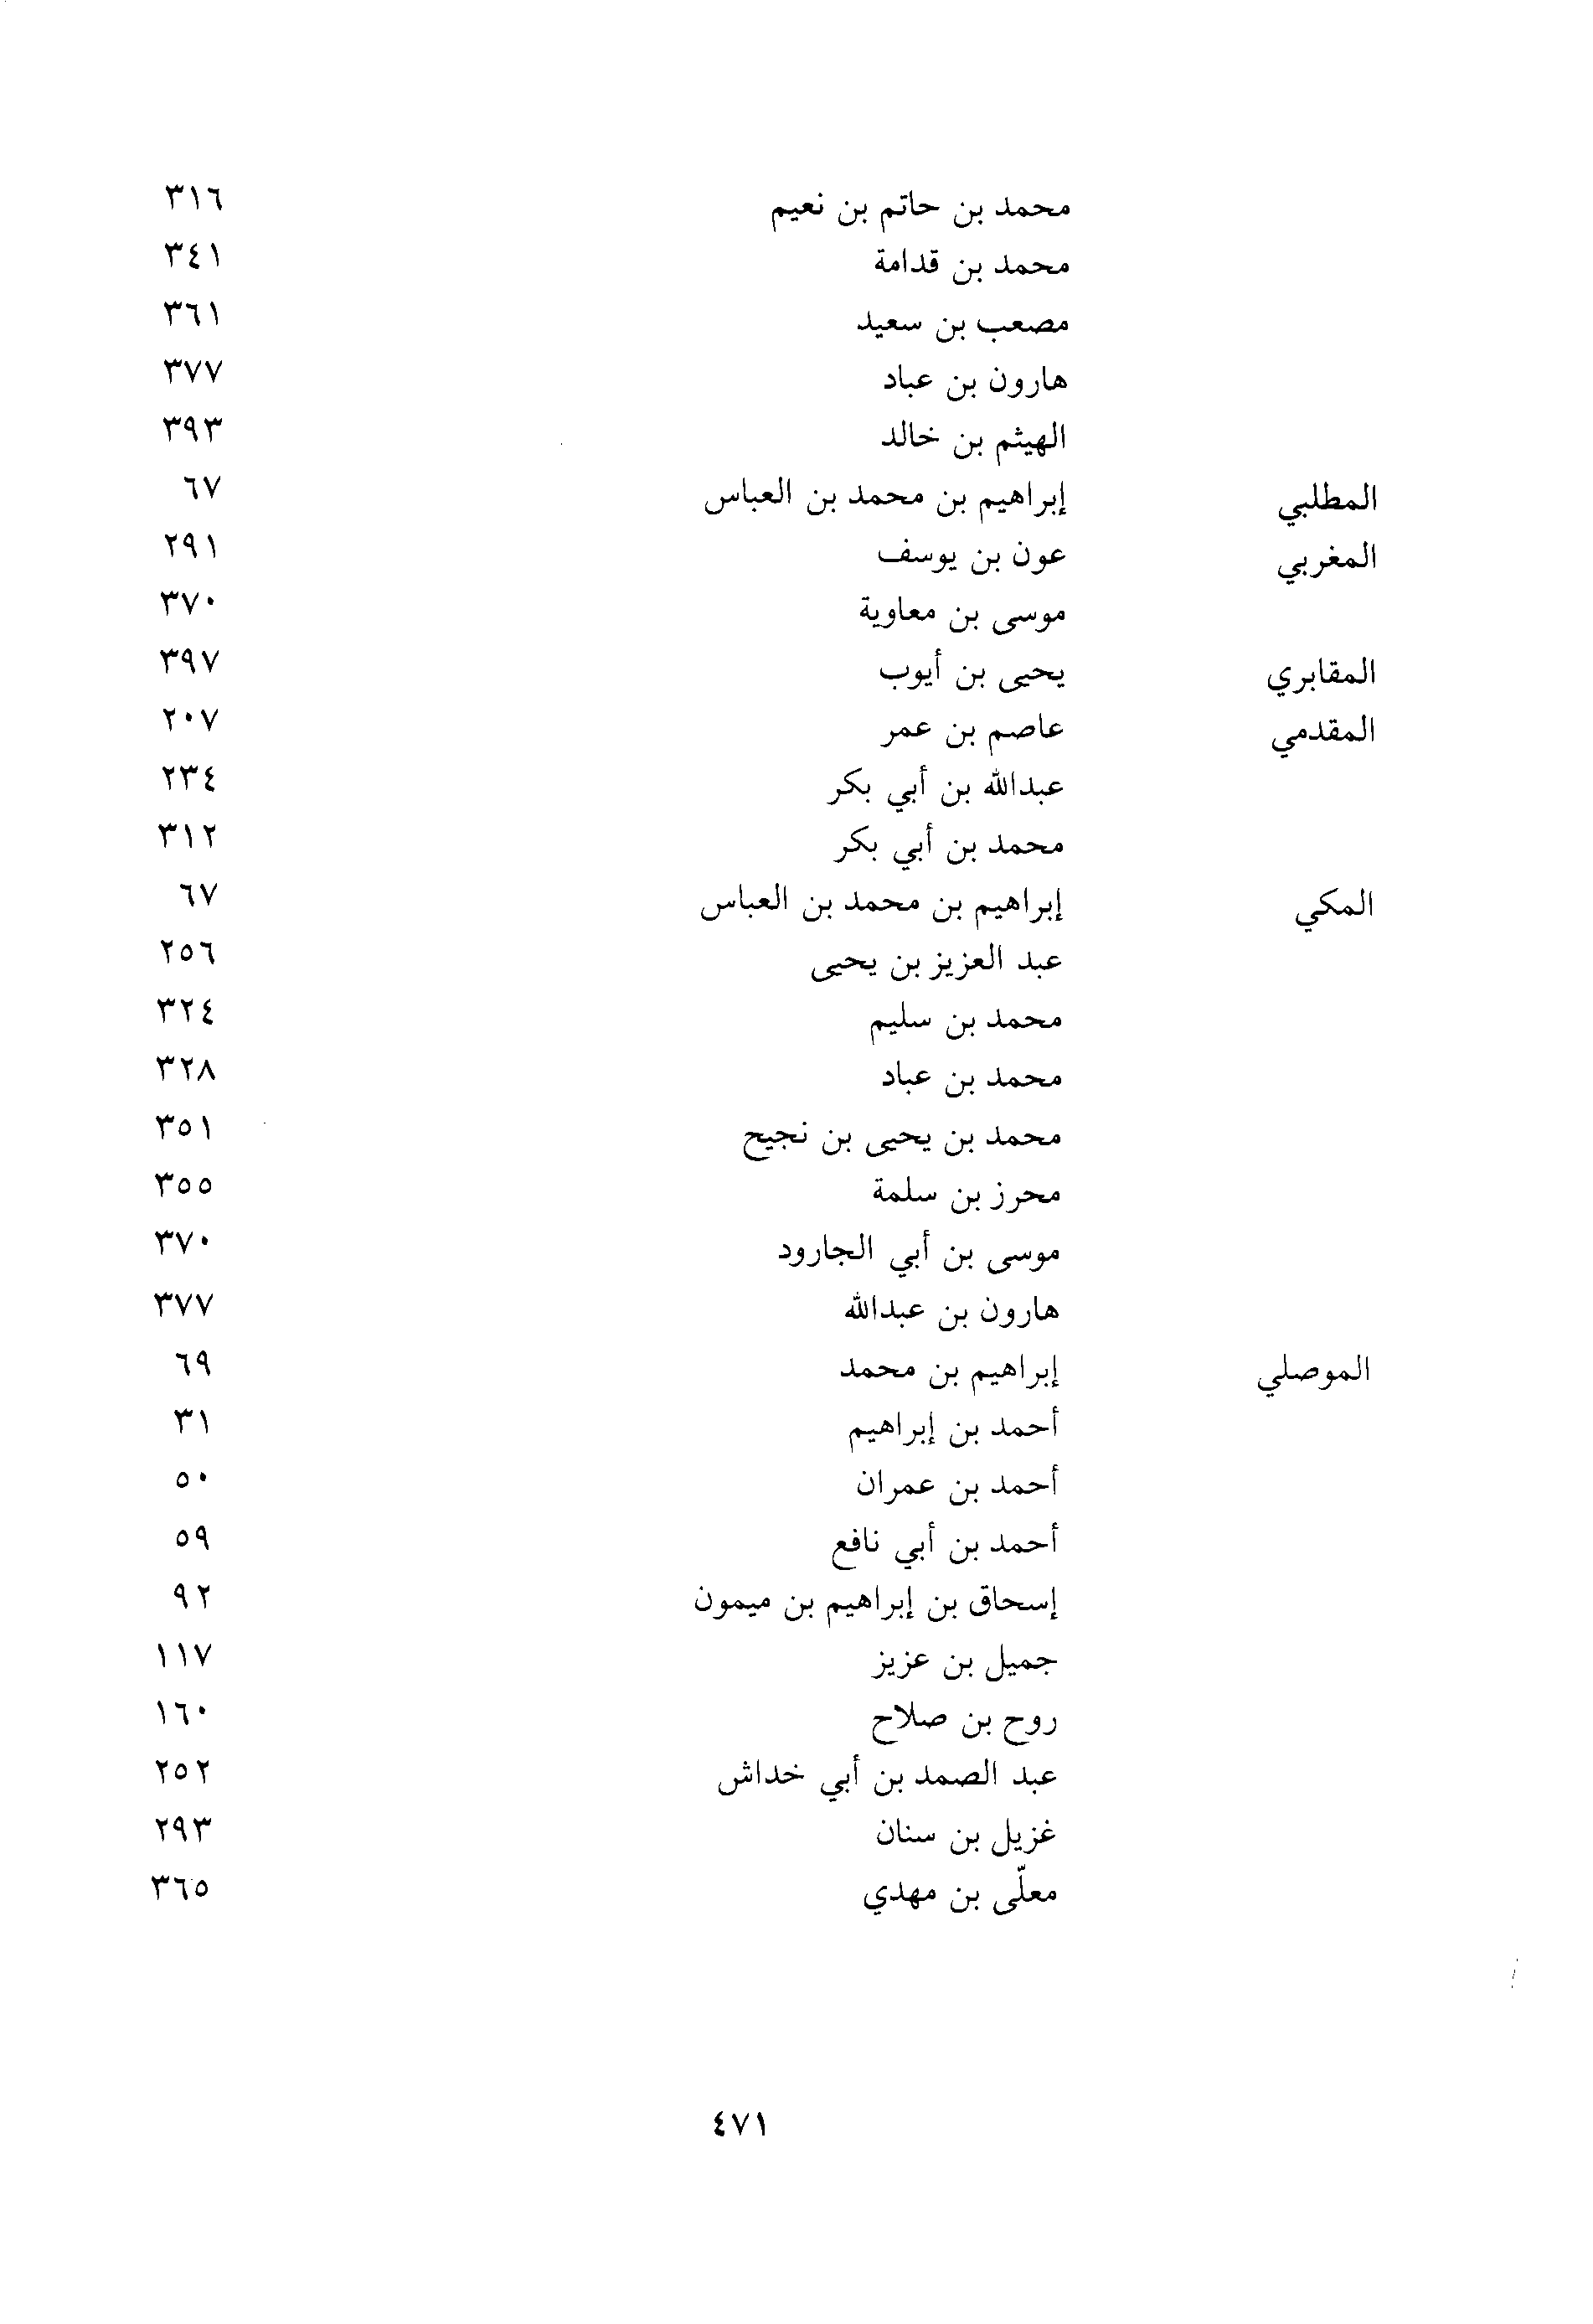 محمد بن حاتم بن نعيم ٣١٦
محمد بن قدامة ٣٤١
مصعب بن سعيد ٣٦١
هارون بن عباد ٣٧٧
الهيثم بن خالد ٣٩٣
المطلبي إبراهيم بن محمد بن العباس ٦٧
المغربي عون بن يوسف ٢٩١
موسى بن معاوية ٣٧٠
المقابري يحيى بن أيوب ٣٩٧
المقدمي عاصم بن عمر ٢٠٧
عبدالله بن أبي بكر ٢٣٤
محمد بن أبي بكر ٣١٢
المكي إبراهيم بن محمد بن العباس ٦٧
عبد العزيز بن يحيى ٢٥٦
محمد بن سليم ٣٢٤
محمد بن عباد ٣٢٨
محمد بن يحيى بن نجيح ٣٥١
محرز بن سلمة ٣٥٥
موسى بن أبي الجارود ٣٧٠
هارون بن عبدالله ٣٧٧
الموصلي إبراهيم بن محمد ٦٩
أحمد بن إبراهيم ٣١
أحمد بن عمران ٥٠
أحمد بن أبي نافع ٥٩
إسحاق بن إبراهيم بن ميمون ٩٢
جميل بن عزيز ١١٧
روح بن صلاح ١٦٠
عبد الصمد بن أبي خداش ٢٥٢
غزيل بن سنان ٢٩٣
معلّى بن مهدي ٣٦٥
٤٧١